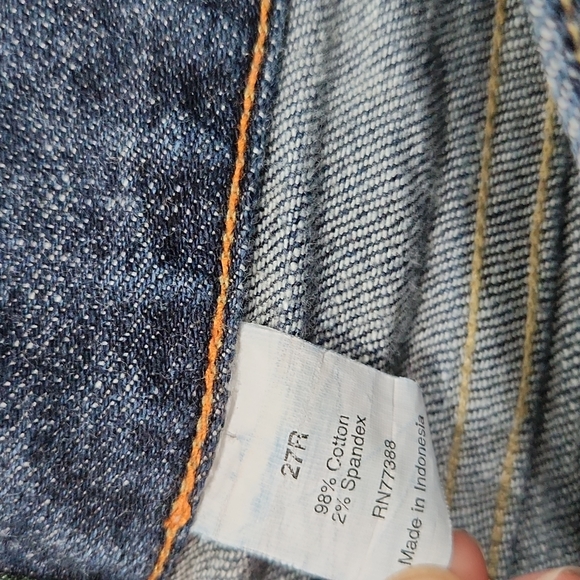 27R
98% Cotton
2% Spandex
RN77388
Made in Indonesia